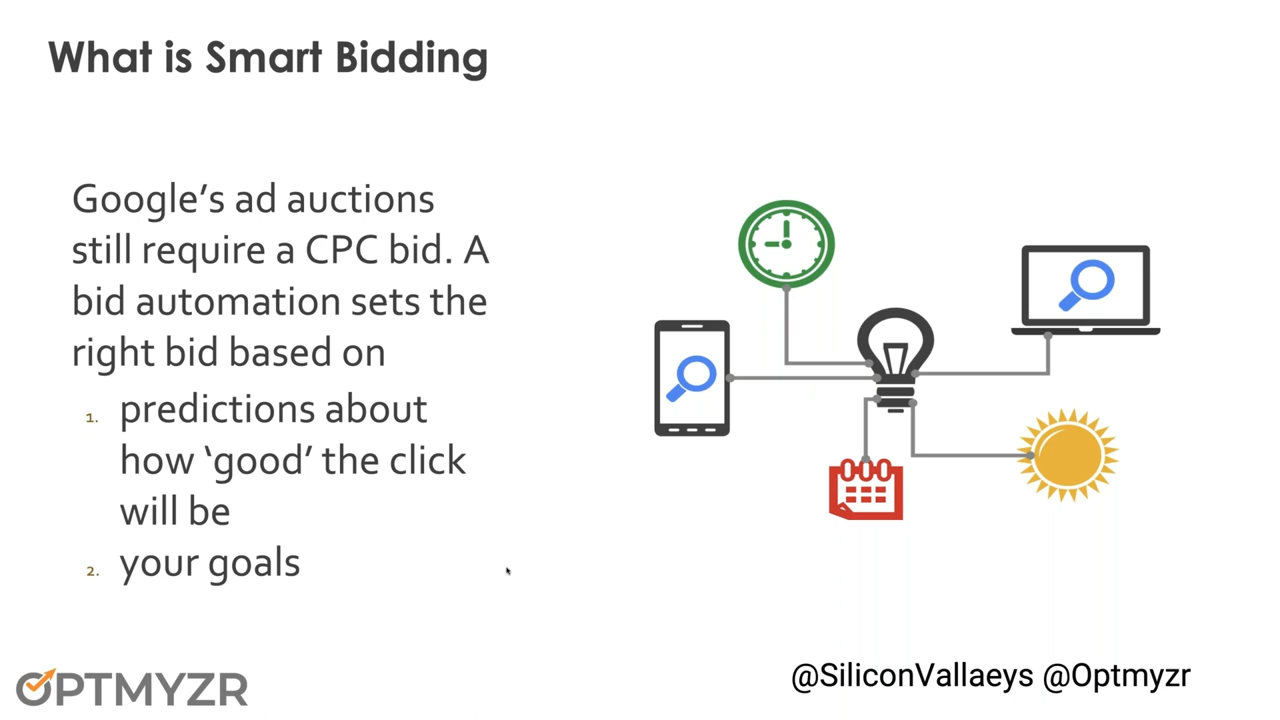 What is Smart Bidding
Google's ad auctions
still require a CPC bid. A
bid automation sets the
right bid based on
1. predictions about
how ‘good’ the click
will be
2. your goals
OPTMYZR
@SiliconVallaeys @Optmyzr